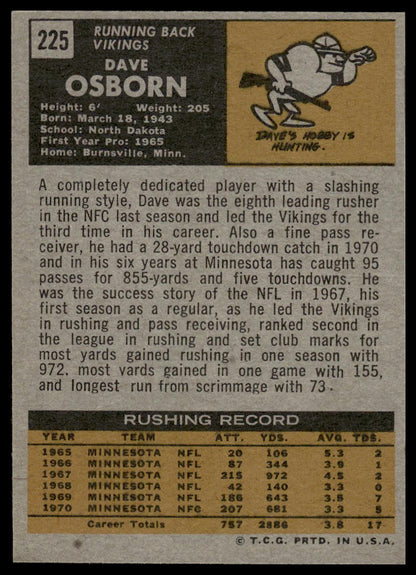 225
RUNNING BACK
VIKINGS
DAVE
OSBORN
Height: 6' Weight: 205
Born: March 18, 1943
School: North Dakota
First Year Pro: 1965
Home: Burnsville, Minn.
DAVE'S HOBBY IS
HUNTING.
A completely dedicated player with a slashing
running style, Dave was the eighth leading rusher
in the NFC last season and led the Vikings for
the third time in his career. Also a fine pass re-
ceiver, he had a 28-yard touchdown catch in 1970
and in his six years at Minnesota has caught 95
passes for 855-yards and five touchdowns. He
was the success story of the NFL in 1967, his
first season as a regular, as he led the Vikings
in rushing and pass receiving, ranked second in
the league in rushing and set club marks for
most yards gained rushing in one season with
972. most yards gained in one game with 155,
and longest run from scrimmage with 73.
RUSHING RECORD
YEAR TEAM ATT. YDS. AVG. TDS.
1965 MINNESOTA NFL 20 106 5.3 2
1966 MINNESOTA NFL 87 344 3.9 1
1967 MINNESOTA NFL 215 972 4.5 2
1968 MINNESOTA NFL 42 140 3.3 0
1969 MINNESOTA NFL 186 643 3.5 7
1970 MINNESOTA NFC 207 681 3.3 5
Career Totals 757 2886 3.8 17
© T.C.G. PRTD. IN U.S.A.